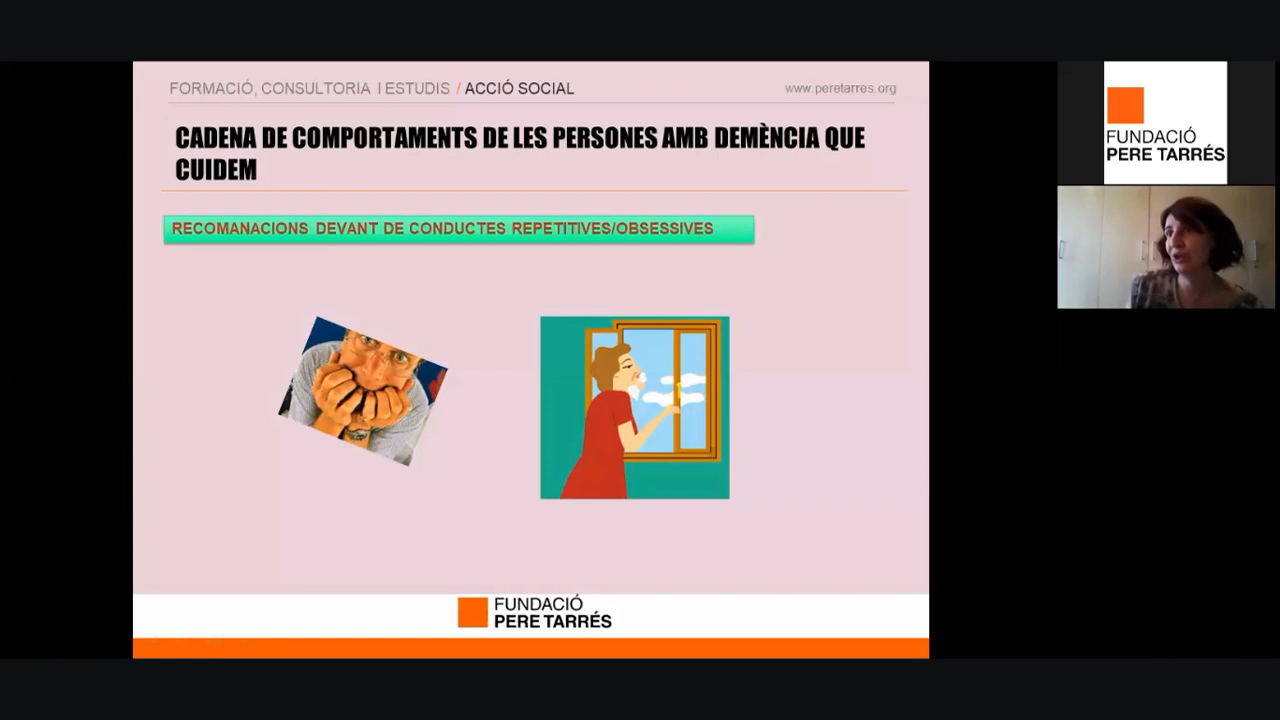 FORMACIÓ, CONSULTORIA I ESTUDIS / ACCIÓ SOCIAL
www.peretarres.org
CADENA DE COMPORTAMENTS DE LES PERSONES AMB DEMÈNCIA QUE
CUIDEM
RECOMANACIONS DEVANT DE CONDUCTES REPETITIVES/OBSESSIVES
FUNDACIÓ
PERE TARRÉS
FUNDACIÓ
PERE TARRÉS